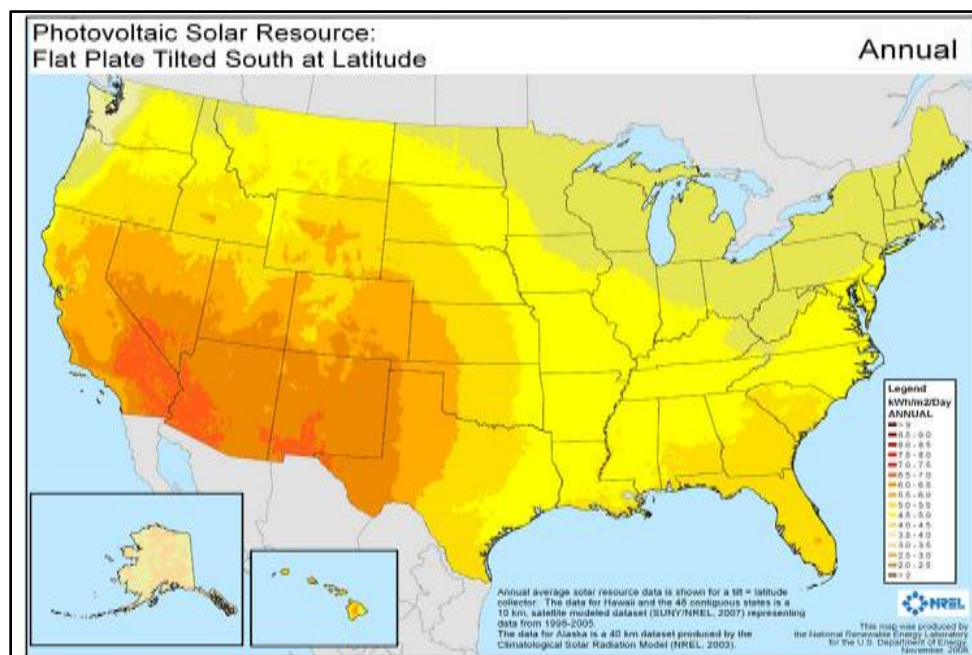 Photovoltaic Solar Resource:
Flat Plate Tilted South at Latitude
Annual
Legend
kWh/m2/Day
ANNUAL
> 9
8.5 - 9.0
8.0 - 8.5
7.5 - 8.0
7.0 - 7.5
6.5 - 7.0
6.0 - 6.5
5.5 - 6.0
5.0 - 5.5
4.5 - 5.0
4.0 - 4.5
3.5 - 4.0
3.0 - 3.5
2.5 - 3.0
2.0 - 2.5
< 2
Annual average solar resource data is shown for a tilt = latitude
collector. The data for Hawaii and the 48 contiguous states is a
10 km, satellite modeled dataset (SUNY/NREL, 2007) representing
data from 1998-2005.
The data for Alaska is a 40 km dataset produced by the
Climatological Solar Radiation Model (NREL, 2003).
NREL
This map was produced by
the National Renewable Energy Laboratory
for the U.S. Department of Energy.
November, 2008